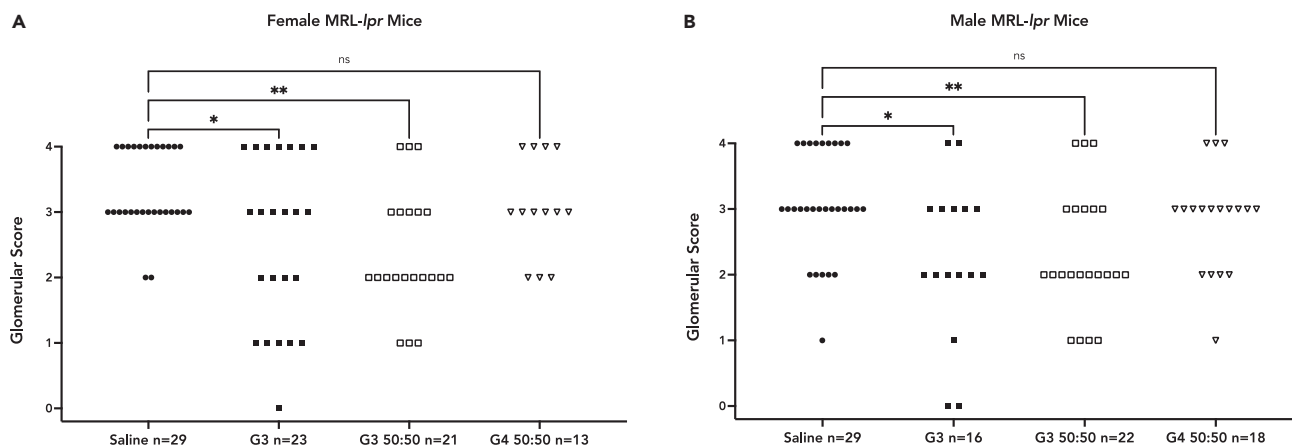 A
Female MRL-lpr Mice
ns
**
*
Glomerular Score
4
3
2
1
0
Saline n=29
G3 n=23
G3 50:50 n=21
G4 50:50 n=13
B
Male MRL-lpr Mice
ns
**
*
Glomerular Score
4
3
2
1
0
Saline n=29
G3 n=16
G3 50:50 n=22
G4 50:50 n=18